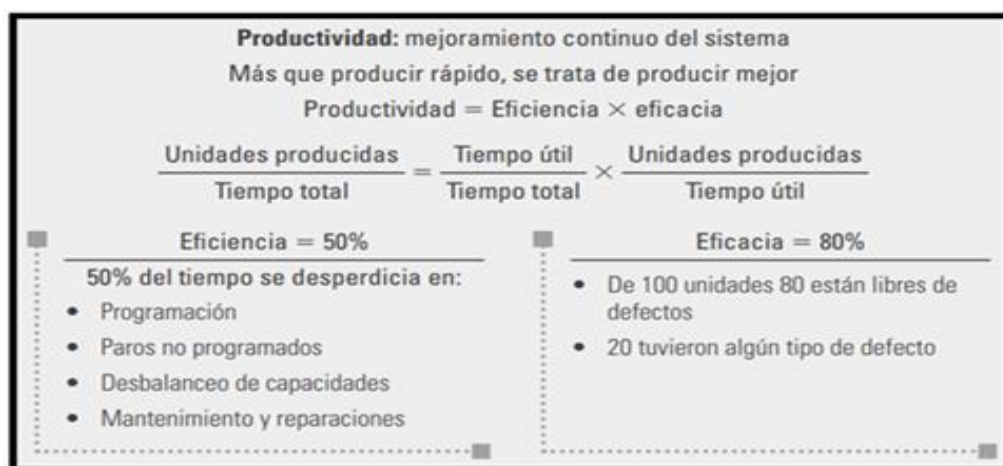 Productividad: mejoramiento continuo del sistema
Más que producir rápido, se trata de producir mejor
Productividad = Eficiencia × eficacia
Unidades producidas / Tiempo total = Tiempo útil / Tiempo total × Unidades producidas / Tiempo útil
Eficiencia = 50%
50% del tiempo se desperdicia en:
• Programación
• Paros no programados
• Desbalanceo de capacidades
• Mantenimiento y reparaciones
Eficacia = 80%
• De 100 unidades 80 están libres de
defectos
• 20 tuvieron algún tipo de defecto